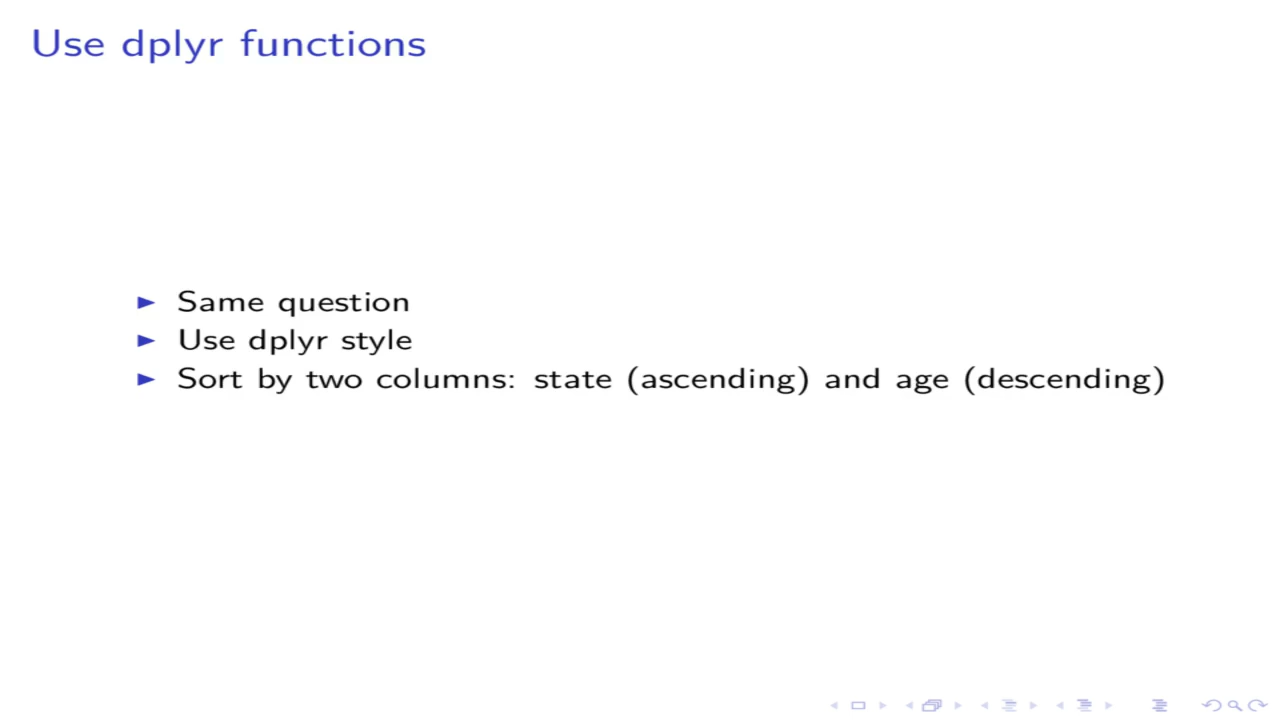 Use dplyr functions
Same question
Use dplyr style
Sort by two columns: state (ascending) and age (descending)